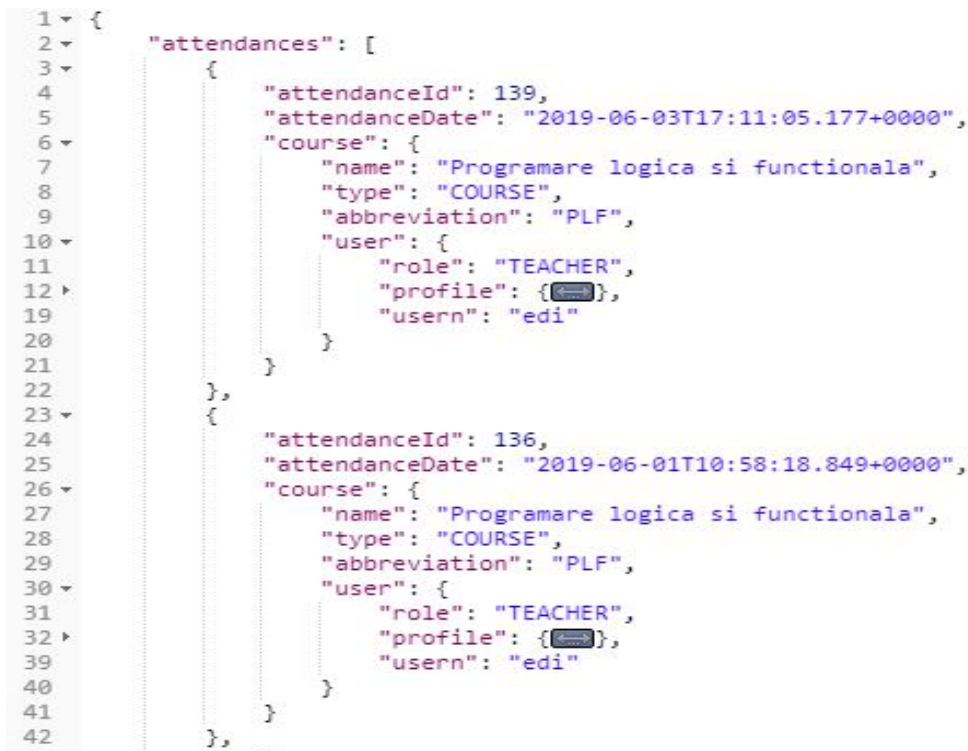 1 {
2 "attendances": [
3 {
4 "attendanceId": 139,
5 "attendanceDate": "2019-06-03T17:11:05.177+0000",
6 "course": {
7 "name": "Programare logica si functionala",
8 "type": "COURSE",
9 "abbreviation": "PLF",
10 "user": {
11 "role": "TEACHER",
12 "profile": {},
19 "usern": "edi"
20 }
21 }
22 },
23 {
24 "attendanceId": 136,
25 "attendanceDate": "2019-06-01T10:58:18.849+0000",
26 "course": {
27 "name": "Programare logica si functionala",
28 "type": "COURSE",
29 "abbreviation": "PLF",
30 "user": {
31 "role": "TEACHER",
32 "profile": {},
39 "usern": "edi"
40 }
41 }
42 },